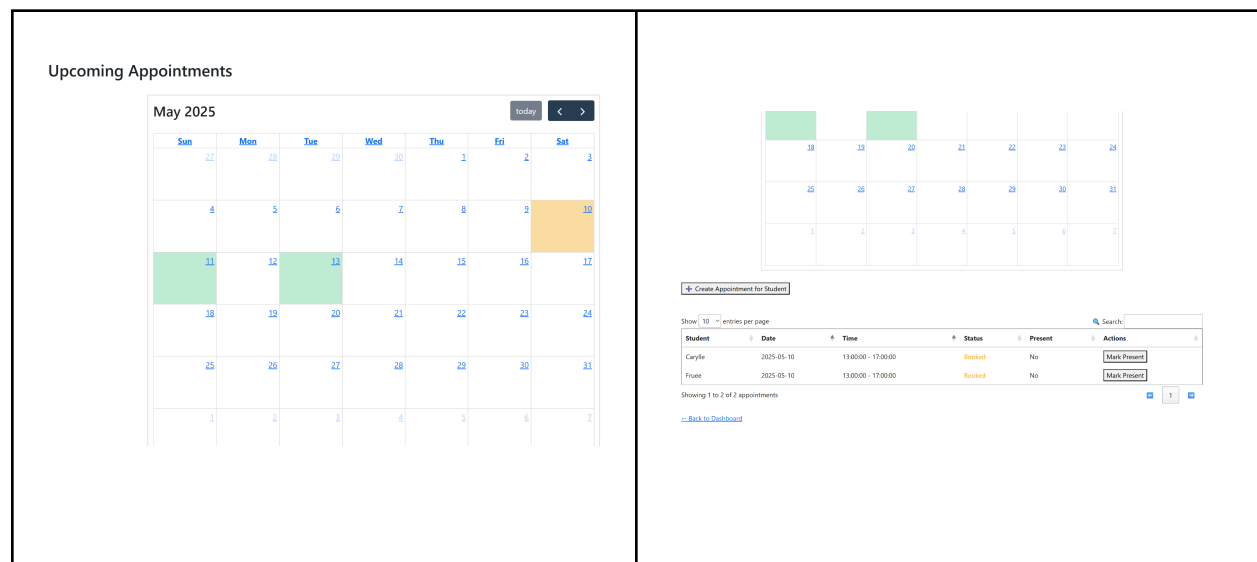 Upcoming Appointments
May 2025
today
Sun Mon Tue Wed Thu Fri Sat
27 28 29 30 1 2 3
4 5 6 7 8 9 10
11 12 13 14 15 16 17
18 19 20 21 22 23 24
25 26 27 28 29 30 31
1 2 3 4 5 6 7
18 19 20 21 22 23 24
25 26 27 28 29 30 31
1 2 3 4 5 6 7
➕ Create Appointment for Student
Show 10 entries per page 🔍 Search:
Student Date Time Status Present Actions
Carylle 2025-05-10 13:00:00 - 17:00:00 Booked No Mark Present
Fruee 2025-05-10 13:00:00 - 17:00:00 Booked No Mark Present
Showing 1 to 2 of 2 appointments ⬅ 1 ➡
← Back to Dashboard